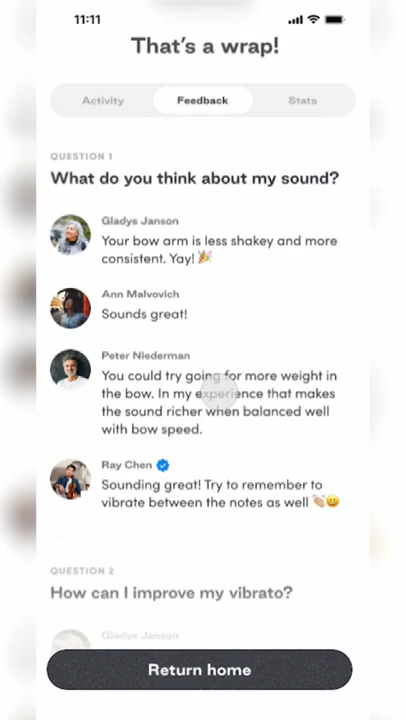 11:11
That's a wrap!
Activity Feedback Stats
QUESTION 1
What do you think about my sound?
Gladys Janson
Your bow arm is less shakey and more
consistent. Yay! 🎉
Ann Malvovich
Sounds great!
Peter Niederman
You could try going for more weight in
the bow. In my experience that makes
the sound richer when balanced well
with bow speed.
Ray Chen
Sounding great! Try to remember to
vibrate between the notes as well 👏🏼😄
QUESTION 2
How can I improve my vibrato?
Gladys Janson
Return home